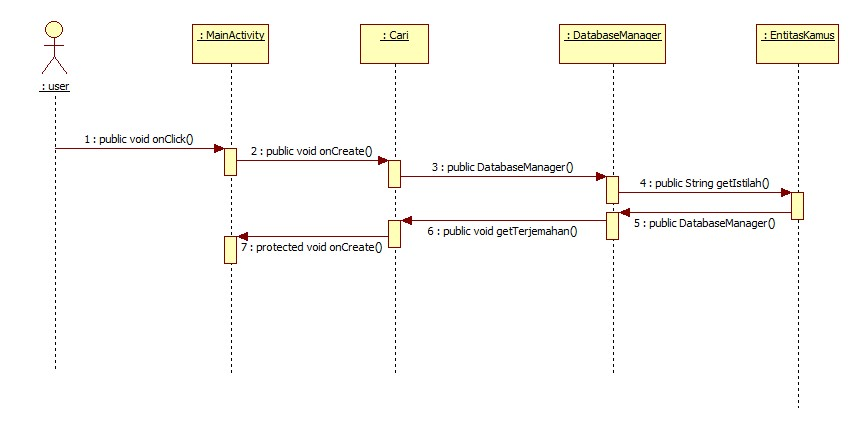 : MainActivity
: Cari
: DatabaseManager
: EntitasKamus
: user
1 : public void onClick()
2 : public void onCreate()
3 : public DatabaseManager()
4 : public String getIstilah()
5 : public DatabaseManager()
6 : public void getTerjemahan()
7 : protected void onCreate()